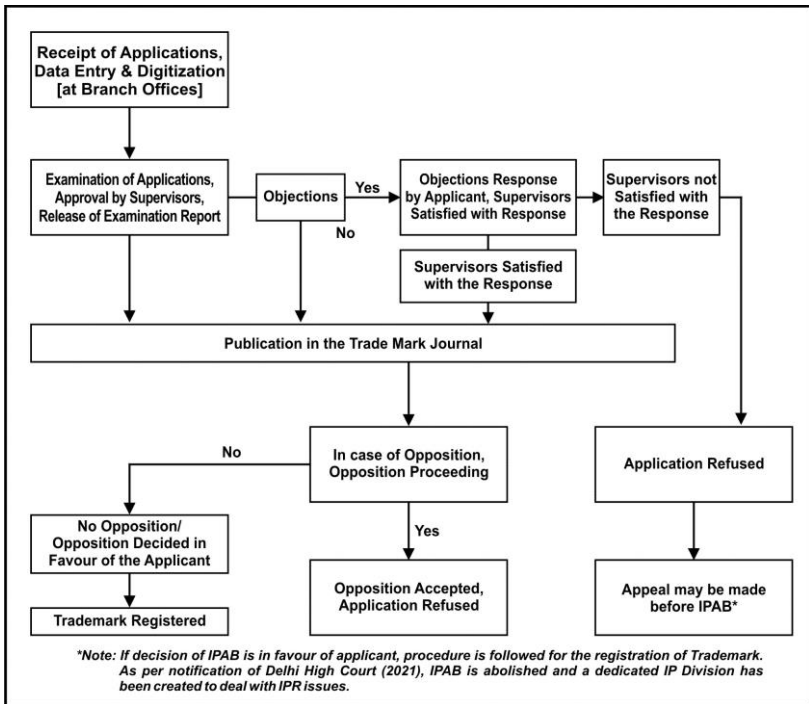 Receipt of Applications,
Data Entry & Digitization
[at Branch Offices]
Examination of Applications,
Approval by Supervisors,
Release of Examination Report
Objections
Yes
No
Objections Response
by Applicant, Supervisors
Satisfied with Response
Supervisors not
Satisfied with
the Response
Supervisors Satisfied
with the Response
Publication in the Trade Mark Journal
No
In case of Opposition,
Opposition Proceeding
Application Refused
No Opposition/
Opposition Decided in
Favour of the Applicant
Yes
Opposition Accepted,
Application Refused
Appeal may be made
before IPAB*
Trademark Registered
*Note: If decision of IPAB is in favour of applicant, procedure is followed for the registration of Trademark.
As per notification of Delhi High Court (2021), IPAB is abolished and a dedicated IP Division has
been created to deal with IPR issues.